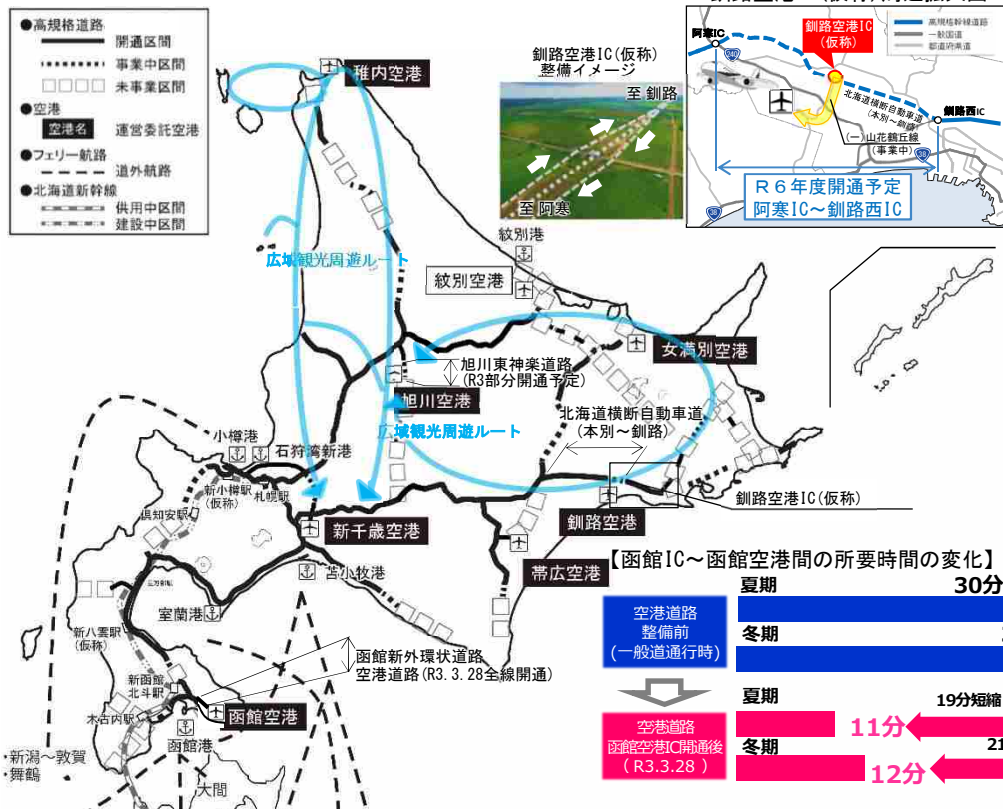 ●高規格道路
開通区間
事業中区間
未事業区間
●空港
空港名 運営委託空港
●フェリー航路
道外航路
●北海道新幹線
供用中区間
建設中区間
釧路空港IC(仮称)
整備イメージ
至 釧路
至 阿寒
阿寒IC
240
釧路空港IC
(仮称)
高規格幹線道路
一般国道
都道府県道
北海道横断自動車道
(本別～釧路)
釧路西IC
(一)山花鶴丘線
(事業中)
38
38
R6年度開通予定
阿寒IC～釧路西IC
稚内空港
広域観光周遊ルート
紋別港
紋別空港
女満別空港
旭川東神楽道路
(R3部分開通予定)
旭川空港
広域観光周遊ルート
北海道横断自動車道
(本別～釧路)
小樽港
石狩湾新港
新小樽駅
(仮称)
札幌駅
倶知安駅
新千歳空港
釧路空港
釧路空港IC(仮称)
帯広空港
苫小牧港
室蘭港
新八雲駅
(仮称)
新函館
北斗駅
木古内駅
函館新外環状道路
空港道路(R3.3.28全線開通)
函館空港
函館港
・新潟～敦賀
・舞鶴
大間
【函館IC～函館空港間の所要時間の変化】
空港道路
整備前
(一般道通行時)
夏期
30分
冬期
空港道路
函館空港IC開通後
(R3.3.28)
夏期
19分短縮
11分
冬期
21
12分